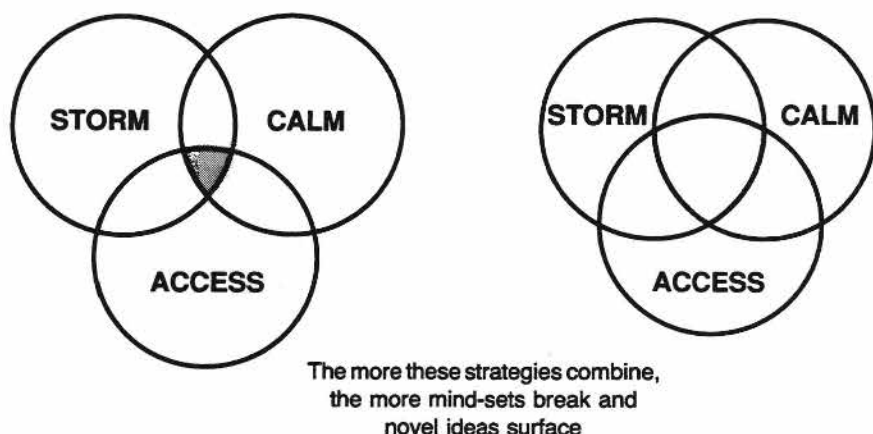 STORM CALM
ACCESS
STORM CALM
ACCESS
The more these strategies combine,
the more mind-sets break and
novel ideas surface